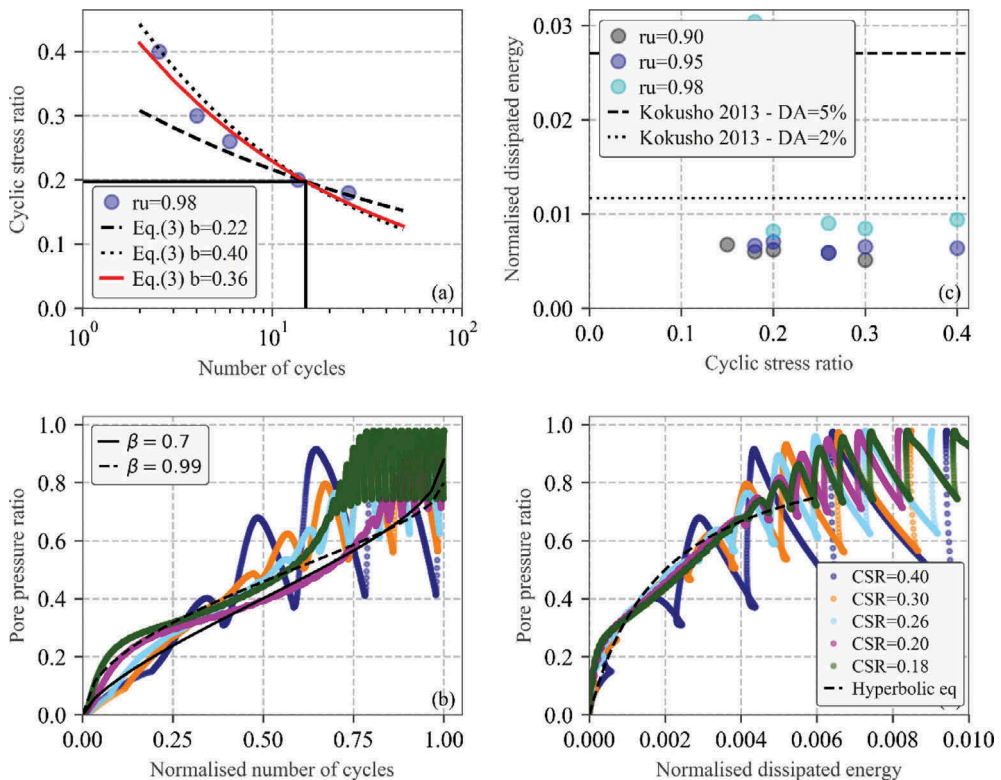 Cyclic stress ratio
0.4
0.3
0.2
0.1
0.0
ru=0.98
Eq.(3) b=0.22
Eq.(3) b=0.40
Eq.(3) b=0.36
(a)
10⁰
10¹
10²
Number of cycles
Normalised dissipated energy
0.03
0.02
0.01
0.00
ru=0.90
ru=0.95
ru=0.98
Kokusho 2013 - DA=5%
Kokusho 2013 - DA=2%
(c)
0.0 0.1 0.2 0.3 0.4
Cyclic stress ratio
Pore pressure ratio
1.0
0.8
0.6
0.4
0.2
0.0
β = 0.7
β = 0.99
(b)
0.00 0.25 0.50 0.75 1.00
Normalised number of cycles
Pore pressure ratio
1.0
0.8
0.6
0.4
0.2
0.0
CSR=0.40
CSR=0.30
CSR=0.26
CSR=0.20
CSR=0.18
Hyperbolic eq
0.000 0.002 0.004 0.006 0.008 0.010
Normalised dissipated energy